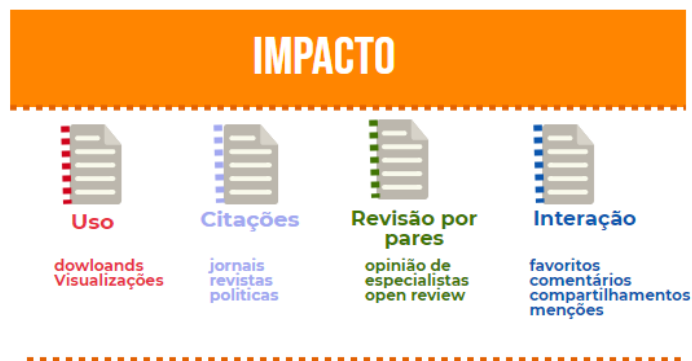 IMPACTO
Uso
dowloands
Visualizações
Citações
jornais
revistas
politicas
Revisão por
pares
opinião de
especialistas
open review
Interação
favoritos
comentários
compartilhamentos
menções